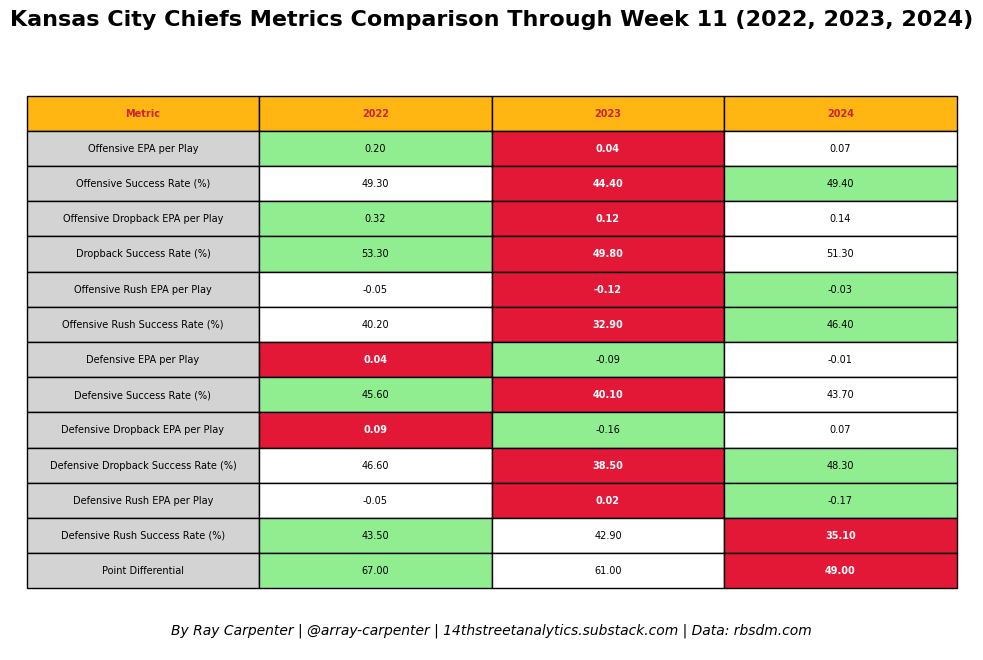 Kansas City Chiefs Metrics Comparison Through Week 11 (2022, 2023, 2024)
Metric 2022 2023 2024
Offensive EPA per Play 0.20 0.04 0.07
Offensive Success Rate (%) 49.30 44.40 49.40
Offensive Dropback EPA per Play 0.32 0.12 0.14
Dropback Success Rate (%) 53.30 49.80 51.30
Offensive Rush EPA per Play -0.05 -0.12 -0.03
Offensive Rush Success Rate (%) 40.20 32.90 46.40
Defensive EPA per Play 0.04 -0.09 -0.01
Defensive Success Rate (%) 45.60 40.10 43.70
Defensive Dropback EPA per Play 0.09 -0.16 0.07
Defensive Dropback Success Rate (%) 46.60 38.50 48.30
Defensive Rush EPA per Play -0.05 0.02 -0.17
Defensive Rush Success Rate (%) 43.50 42.90 35.10
Point Differential 67.00 61.00 49.00
By Ray Carpenter | @array-carpenter | 14thstreetanalytics.substack.com | Data: rbsdm.com